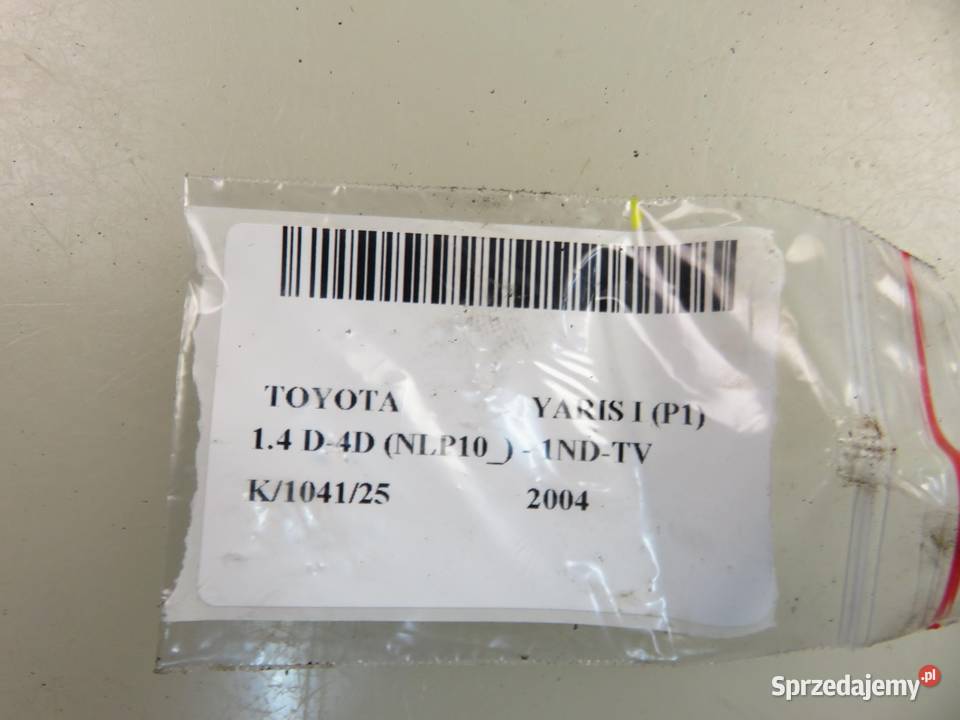 TOYOTA YARIS I (P1)
1.4 D-4D (NLP10_) - 1ND-TV
K/1041/25 2004
Sprzedajemy.pl